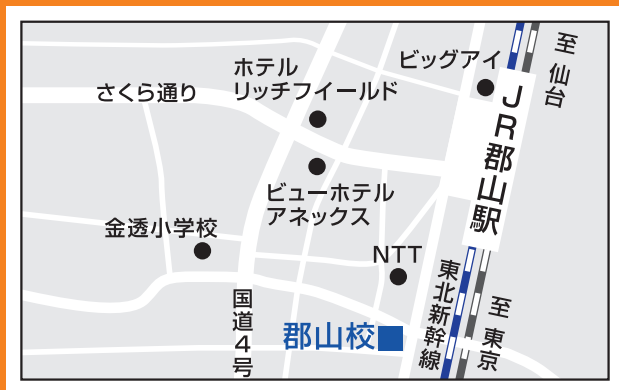 至 仙台
ビッグアイ
ホテル
リッチフィールド
さくら通り
JR郡山駅
ビューホテル
アネックス
金透小学校
NTT
東北新幹線
国道4号
至 東京
郡山校